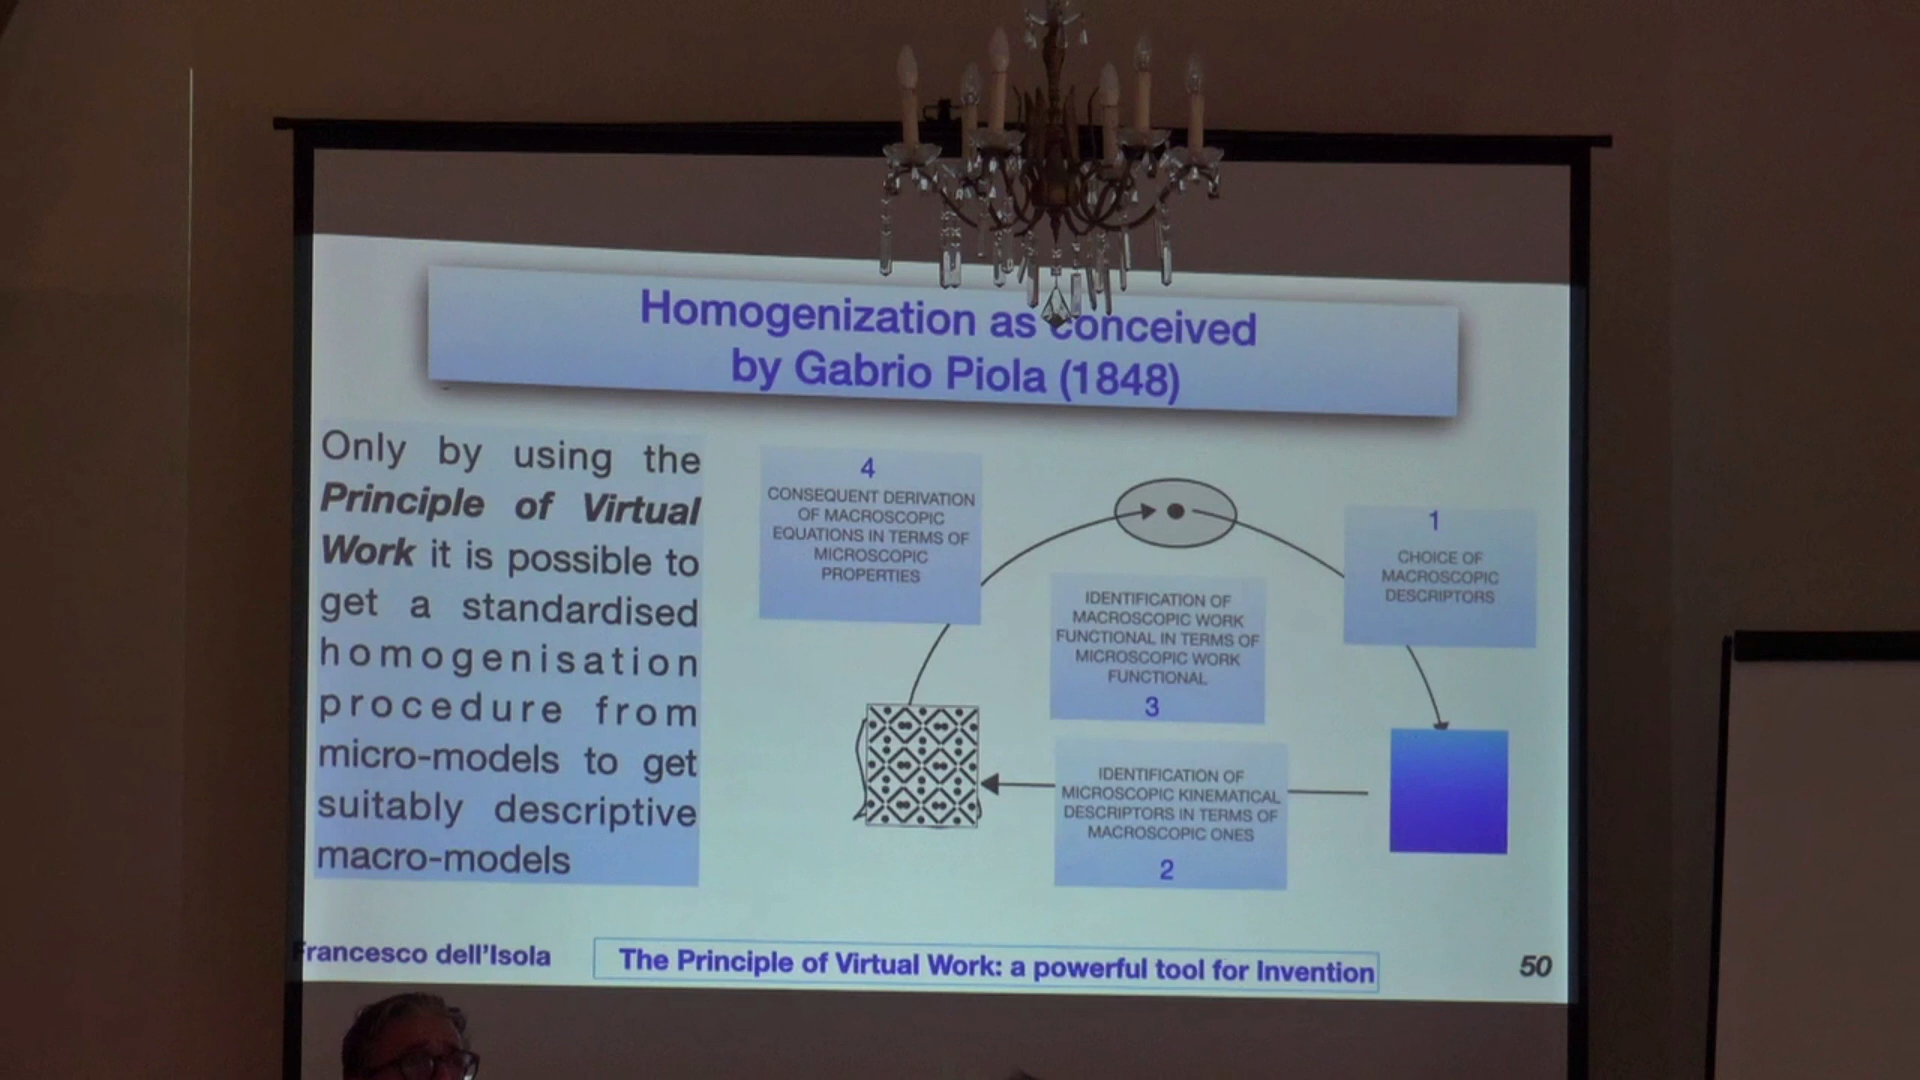 Homogenization as conceived
by Gabrio Piola (1848)
Only by using the
Principle of Virtual
Work it is possible to
get a standardised
homogenisation
procedure from
micro-models to get
suitably descriptive
macro-models
4
CONSEQUENT DERIVATION
OF MACROSCOPIC
EQUATIONS IN TERMS OF
MICROSCOPIC
PROPERTIES
1
CHOICE OF
MACROSCOPIC
DESCRIPTORS
IDENTIFICATION OF
MACROSCOPIC WORK
FUNCTIONAL IN TERMS OF
MICROSCOPIC WORK
FUNCTIONAL
3
IDENTIFICATION OF
MICROSCOPIC KINEMATICAL
DESCRIPTORS IN TERMS OF
MACROSCOPIC ONES
2
Francesco dell'Isola
The Principle of Virtual Work: a powerful tool for Invention
50